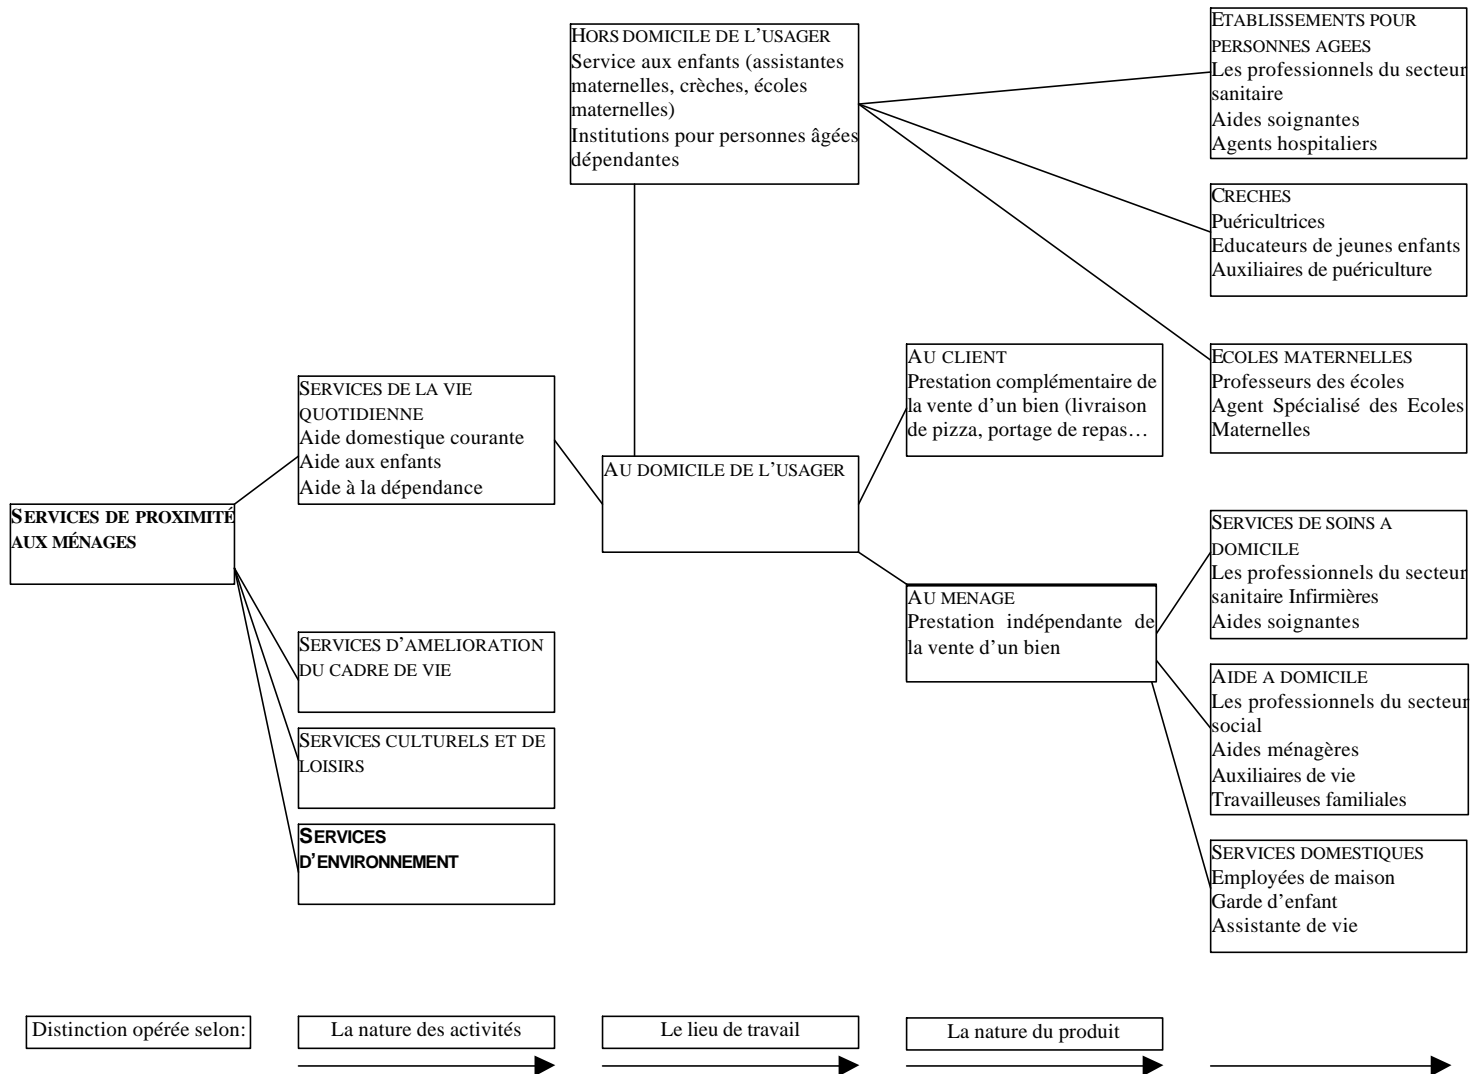 HORS DOMICILE DE L'USAGER
Service aux enfants (assistantes
maternelles, crèches, écoles
maternelles)
Institutions pour personnes âgées
dépendantes
ETABLISSEMENTS POUR
PERSONNES AGEES
Les professionnels du secteur
sanitaire
Aides soignantes
Agents hospitaliers
CRECHES
Puéricultrices
Educateurs de jeunes enfants
Auxiliaires de puériculture
ECOLES MATERNELLES
Professeurs des écoles
Agent Spécialisé des Ecoles
Maternelles
AU CLIENT
Prestation complémentaire de
la vente d'un bien (livraison
de pizza, portage de repas…
SERVICES DE LA VIE
QUOTIDIENNE
Aide domestique courante
Aide aux enfants
Aide à la dépendance
AU DOMICILE DE L'USAGER
SERVICES DE PROXIMITÉ
AUX MÉNAGES
SERVICES DE SOINS A
DOMICILE
Les professionnels du secteur
sanitaire Infirmières
Aides soignantes
AU MENAGE
Prestation indépendante de
la vente d'un bien
SERVICES D'AMELIORATION
DU CADRE DE VIE
AIDE A DOMICILE
Les professionnels du secteur
social
Aides ménagères
Auxiliaires de vie
Travailleuses familiales
SERVICES CULTURELS ET DE
LOISIRS
SERVICES
D'ENVIRONNEMENT
SERVICES DOMESTIQUES
Employées de maison
Garde d'enfant
Assistante de vie
Distinction opérée selon:
La nature des activités
Le lieu de travail
La nature du produit